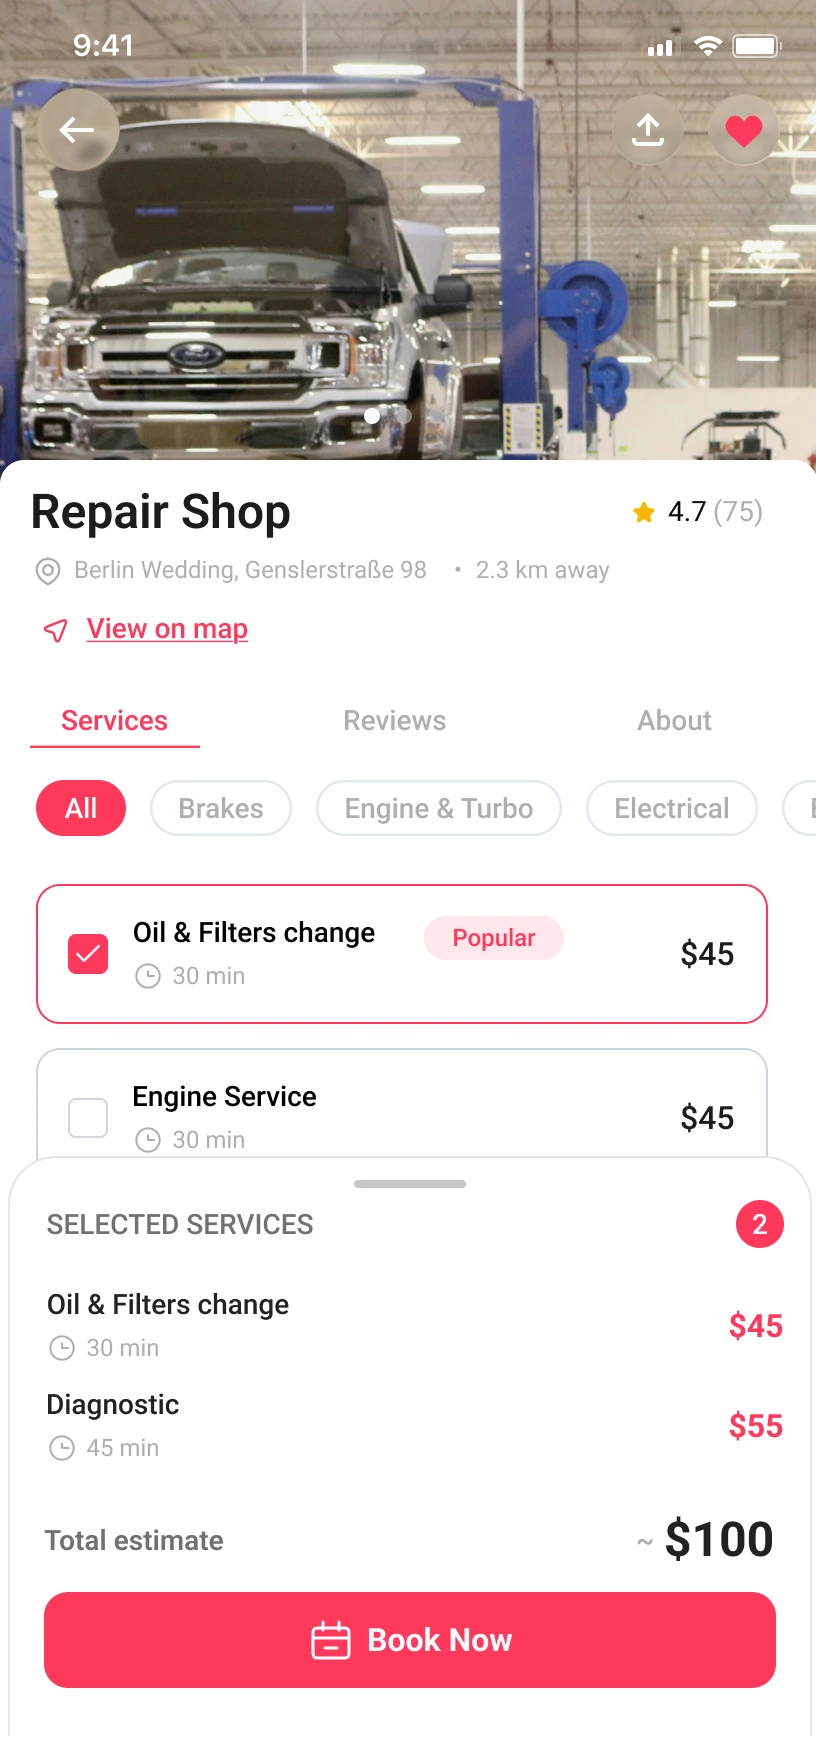 9:41
Ford
Repair Shop
4.7 (75)
Berlin Wedding, Genslerstraße 98 • 2.3 km away
View on map
Services Reviews About
All Brakes Engine & Turbo Electrical
Oil & Filters change Popular
30 min
$45
Engine Service
30 min
$45
SELECTED SERVICES 2
Oil & Filters change
30 min
$45
Diagnostic
45 min
$55
Total estimate ~ $100
Book Now